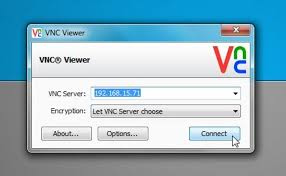 VNC Viewer
VNC® Viewer
VNC
VNC Server: 192.168.15.71
Encryption: Let VNC Server choose
About... Options... Connect